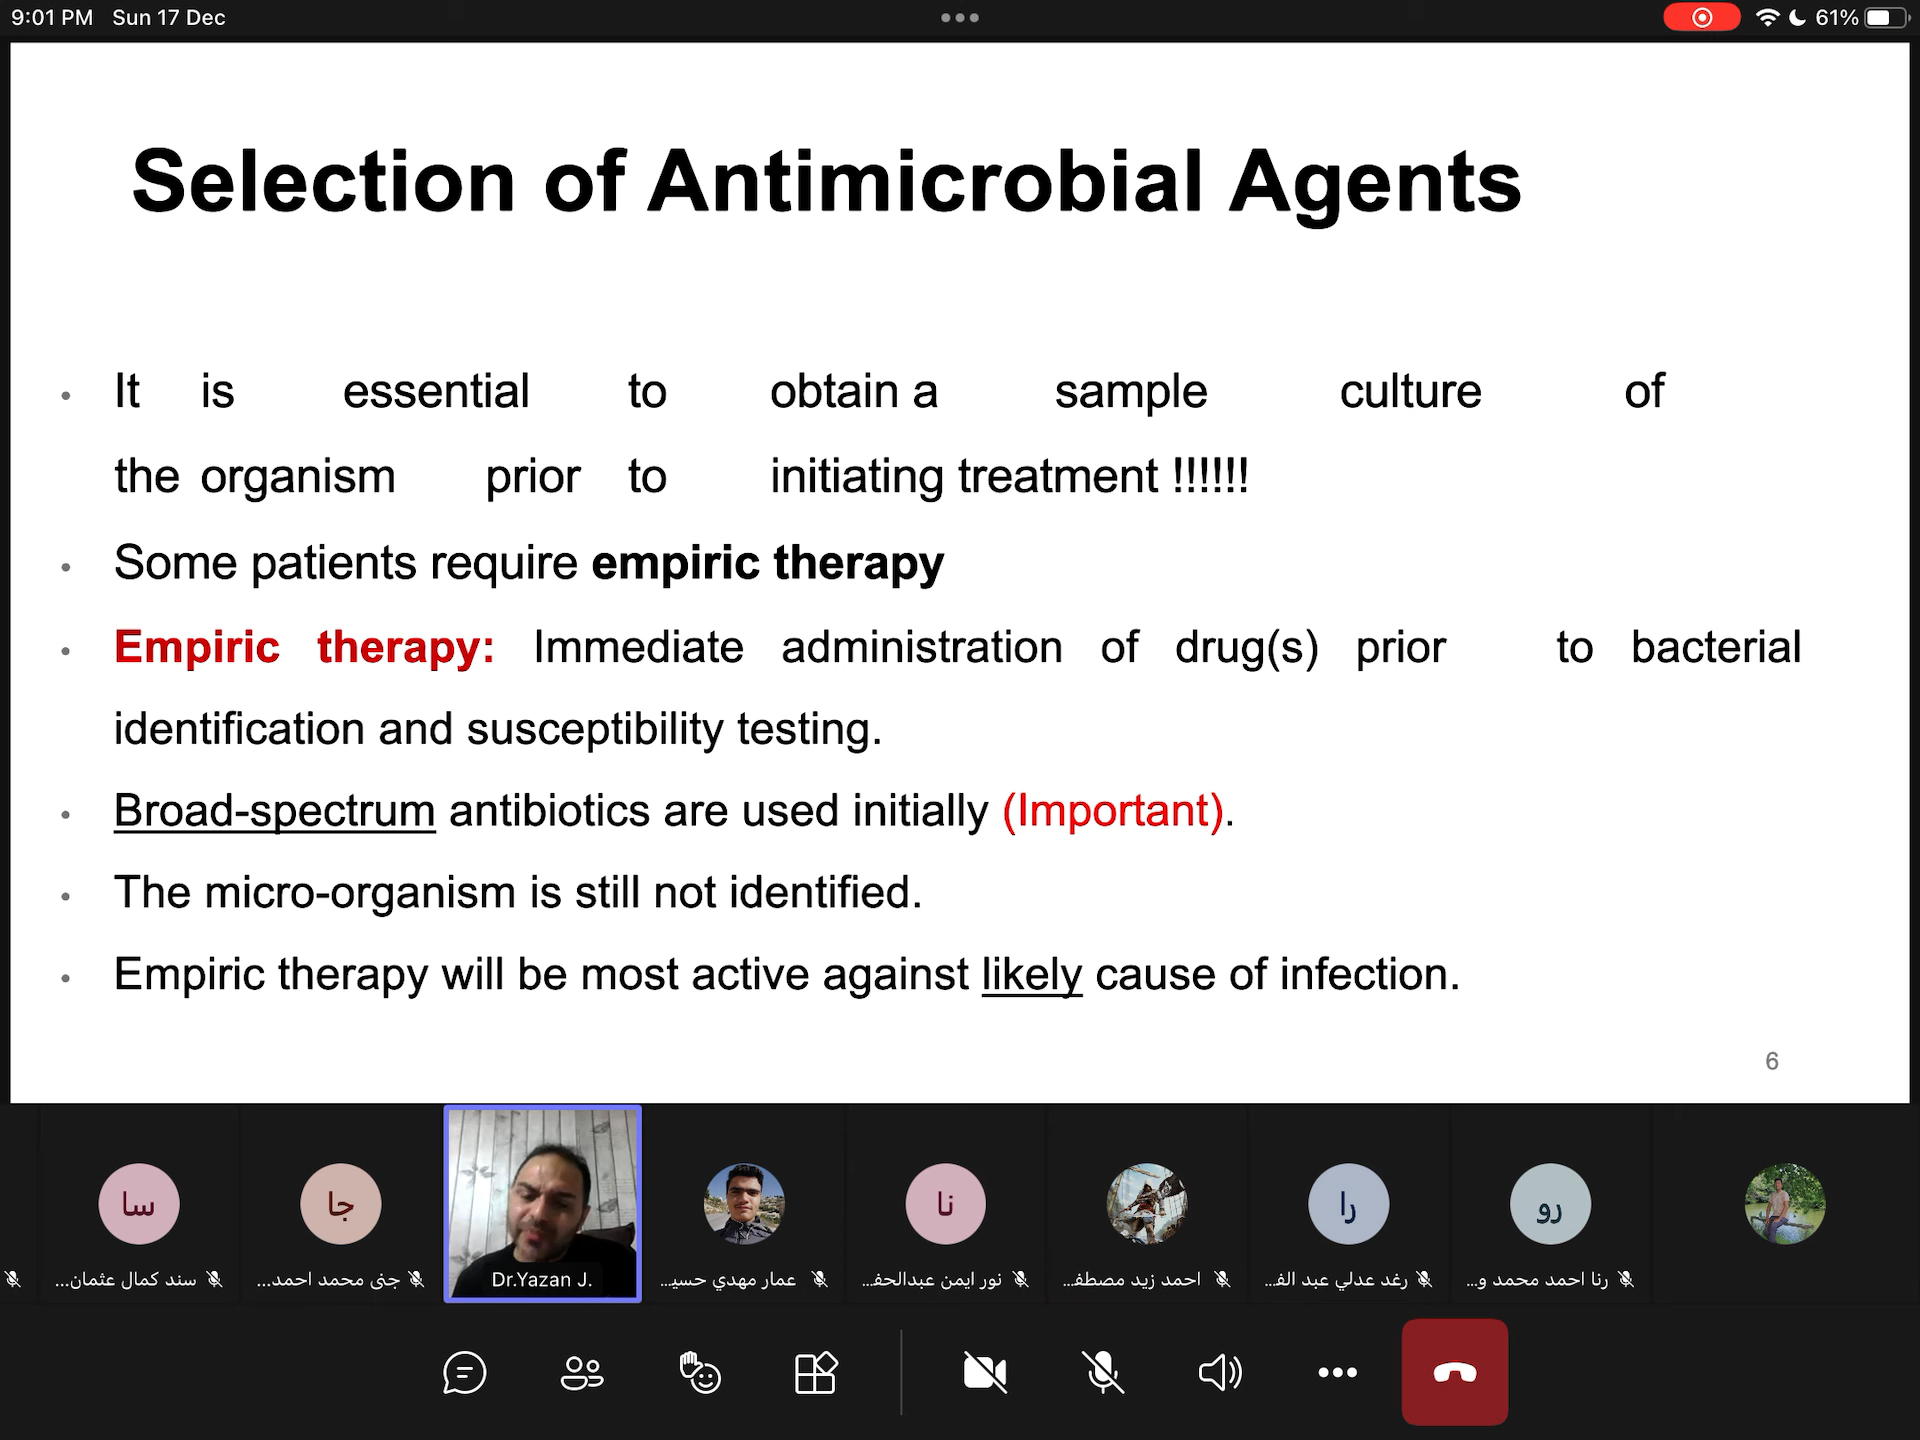 9:01 PM Sun 17 Dec
61%
Selection of Antimicrobial Agents
• It is essential to obtain a sample culture of
the organism prior to initiating treatment !!!!!!
• Some patients require empiric therapy
• Empiric therapy: Immediate administration of drug(s) prior to bacterial
identification and susceptibility testing.
• Broad-spectrum antibiotics are used initially (Important).
• The micro-organism is still not identified.
• Empiric therapy will be most active against likely cause of infection.
6
سا
جا
نا
را
رو
سند كمال عثمان...
جنى محمد احمد...
Dr.Yazan J.
عمار مهدي حسيـ...
نور ايمن عبدالحفـ...
احمد زيد مصطفـ...
رغد عدلي عبد الفـ...
رنا احمد محمد و...